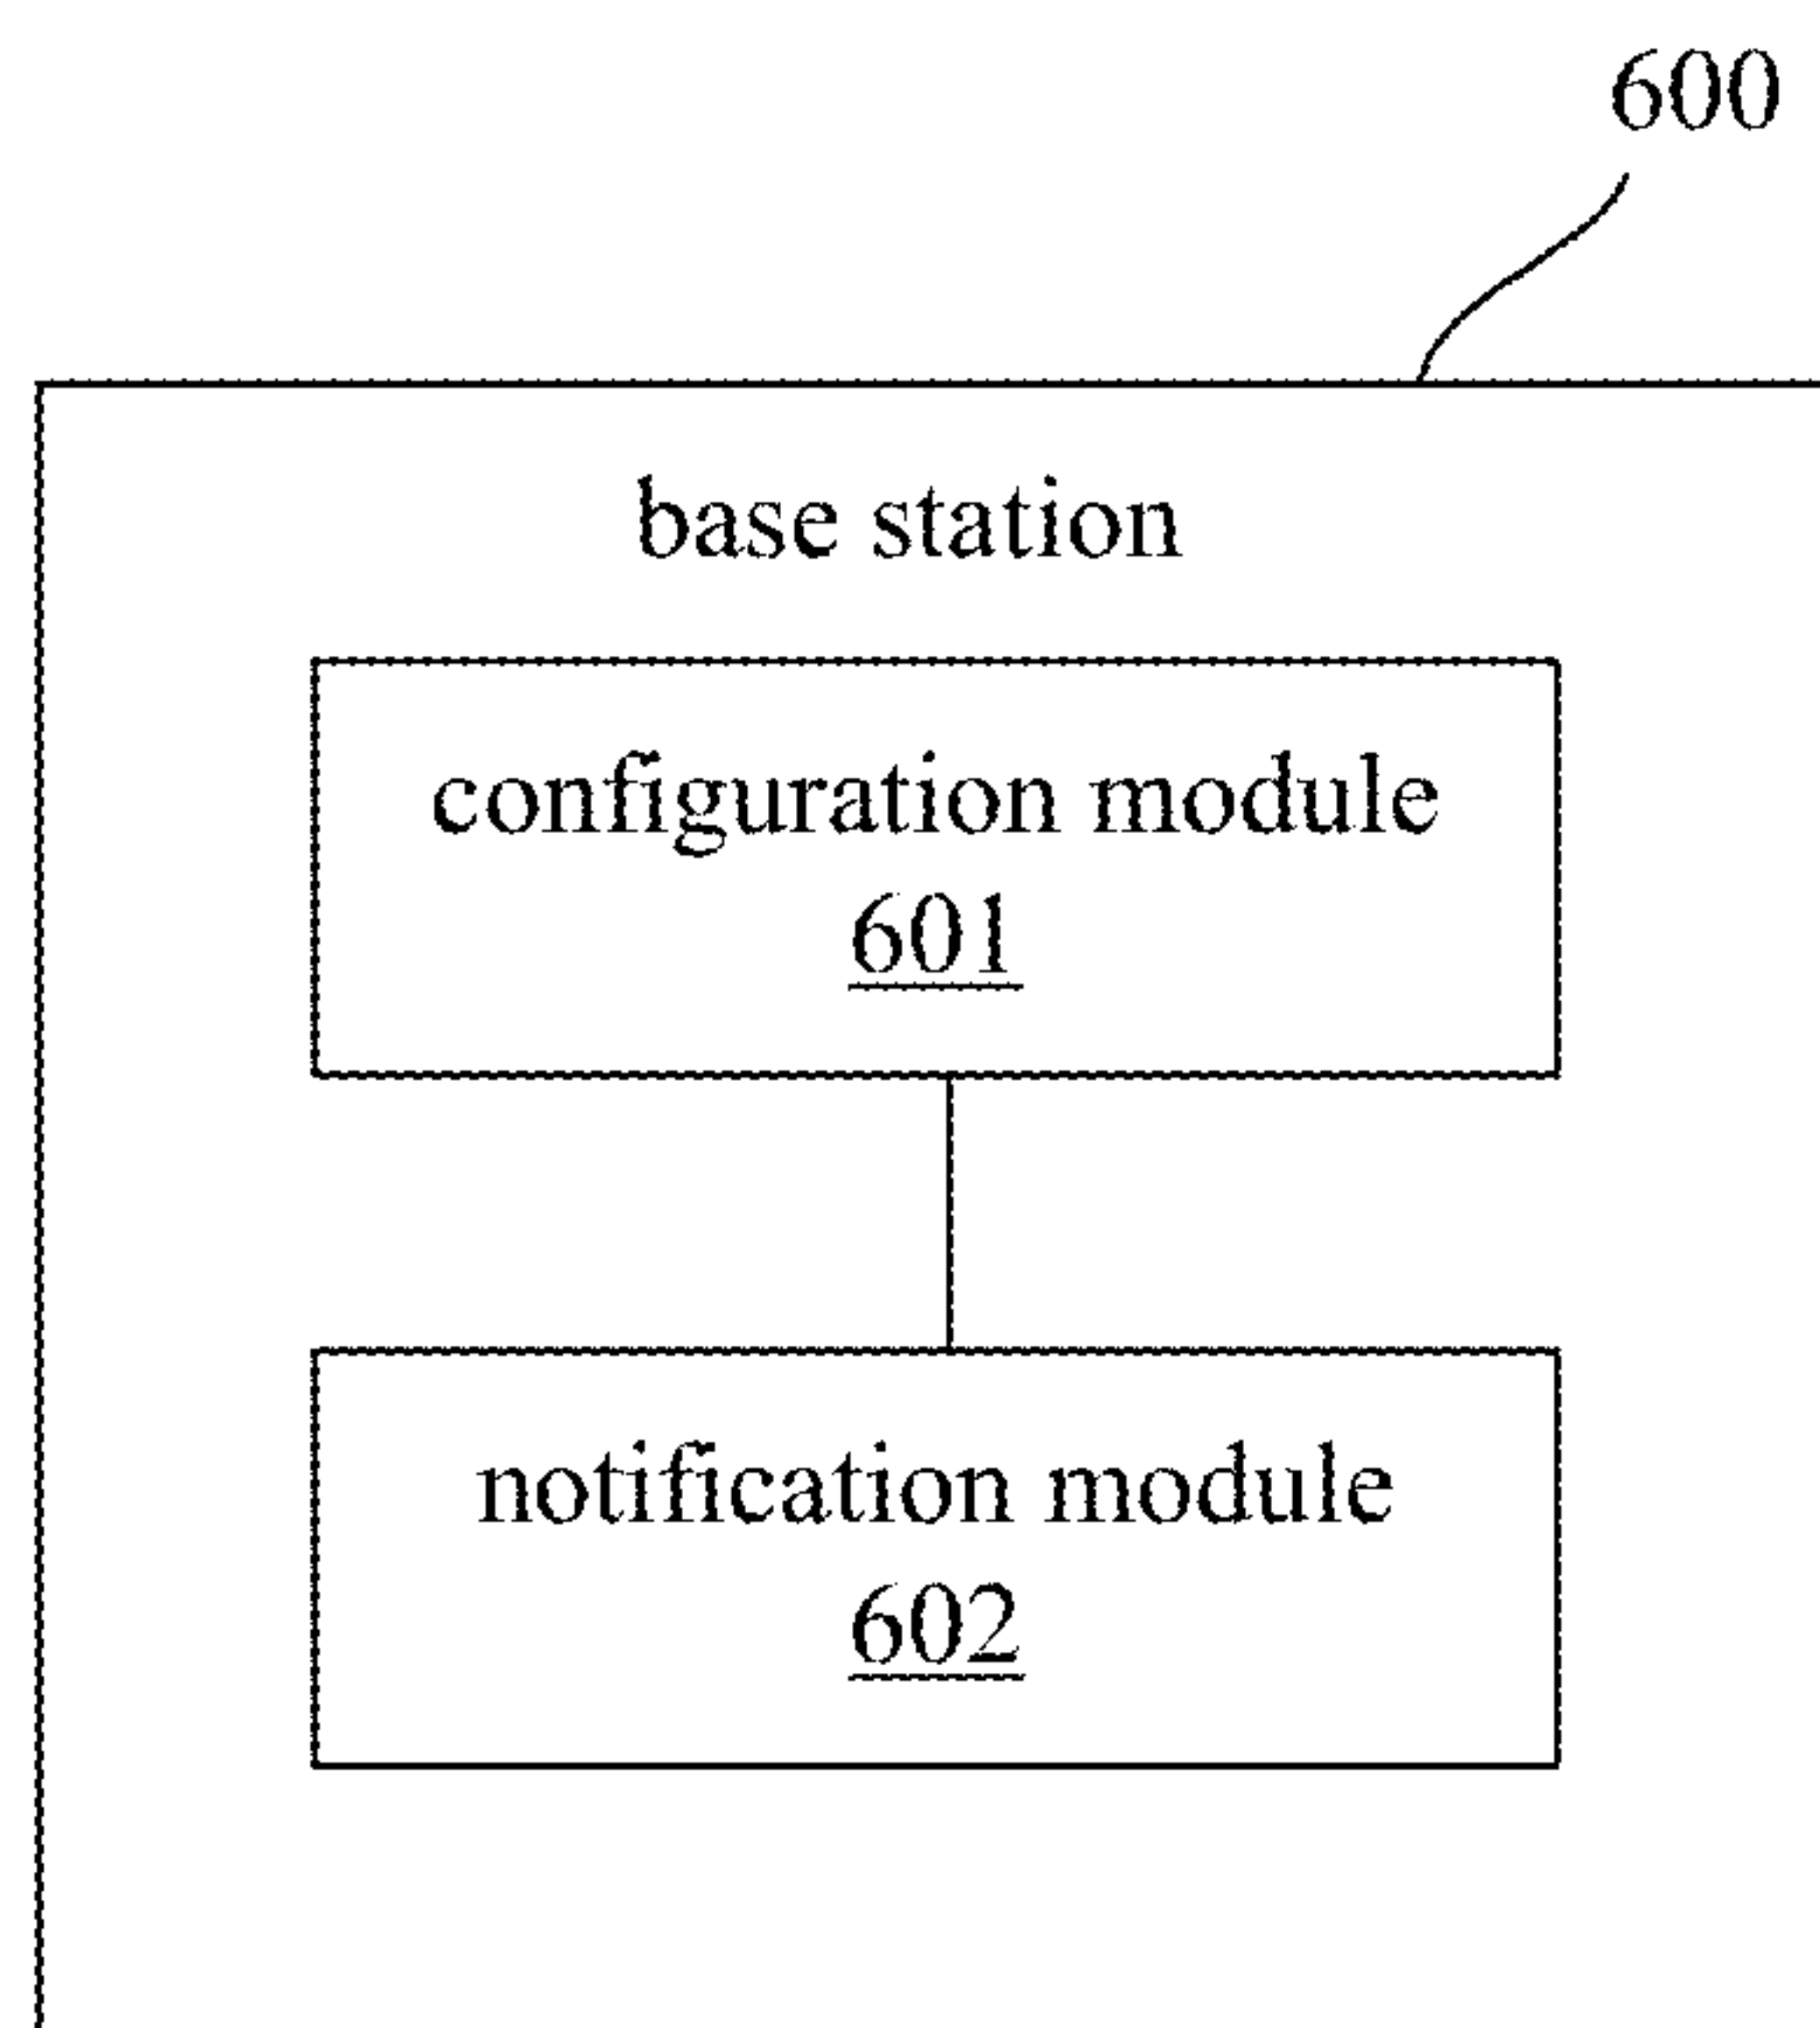 600
base station
configuration module
601
notification module
602